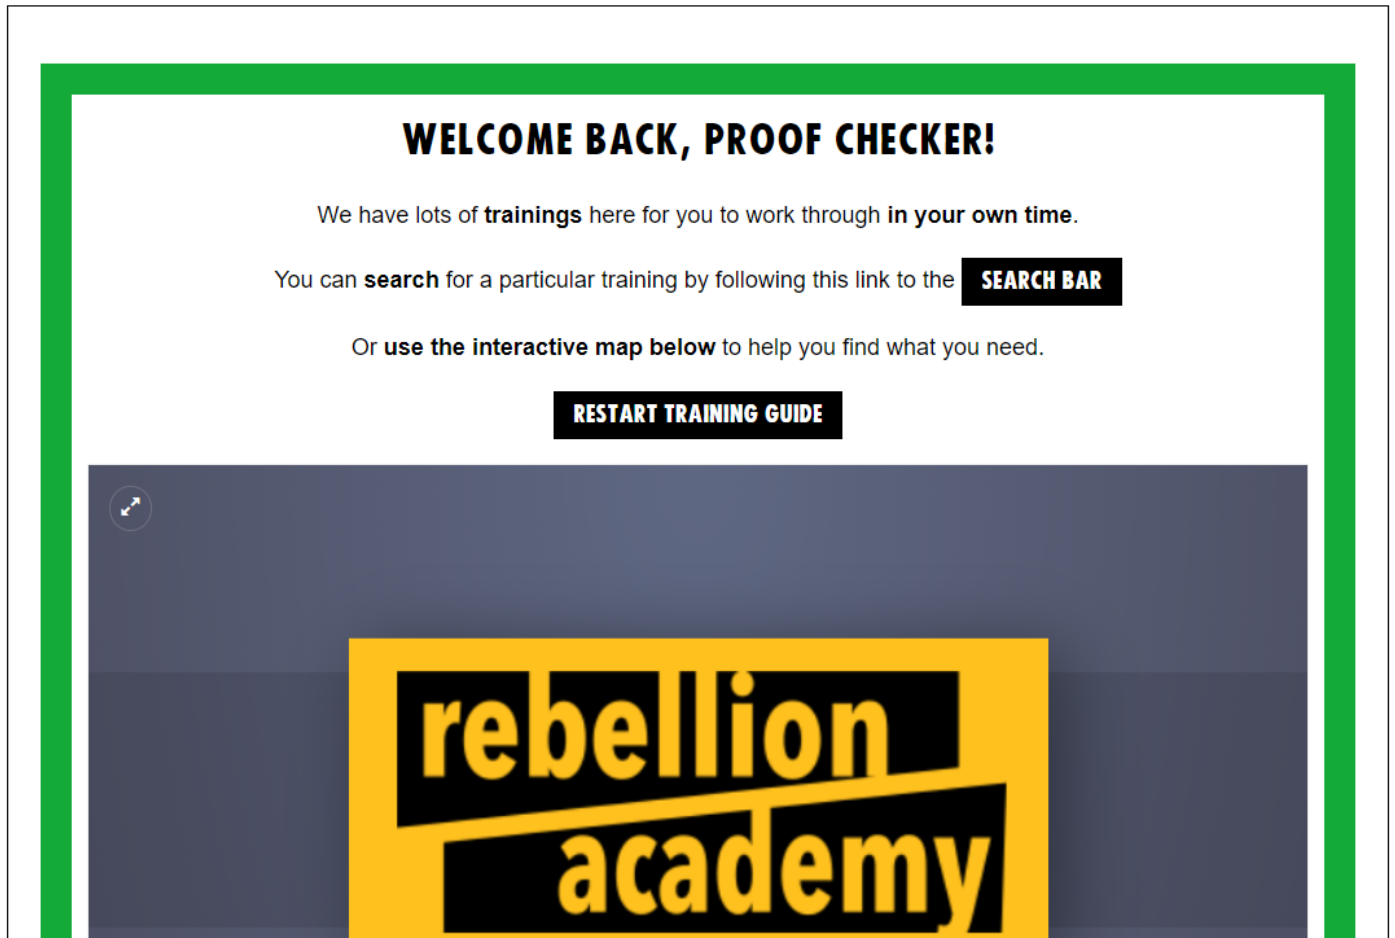 WELCOME BACK, PROOF CHECKER!
We have lots of trainings here for you to work through in your own time.
You can search for a particular training by following this link to the SEARCH BAR
Or use the interactive map below to help you find what you need.
RESTART TRAINING GUIDE
rebellion
academy